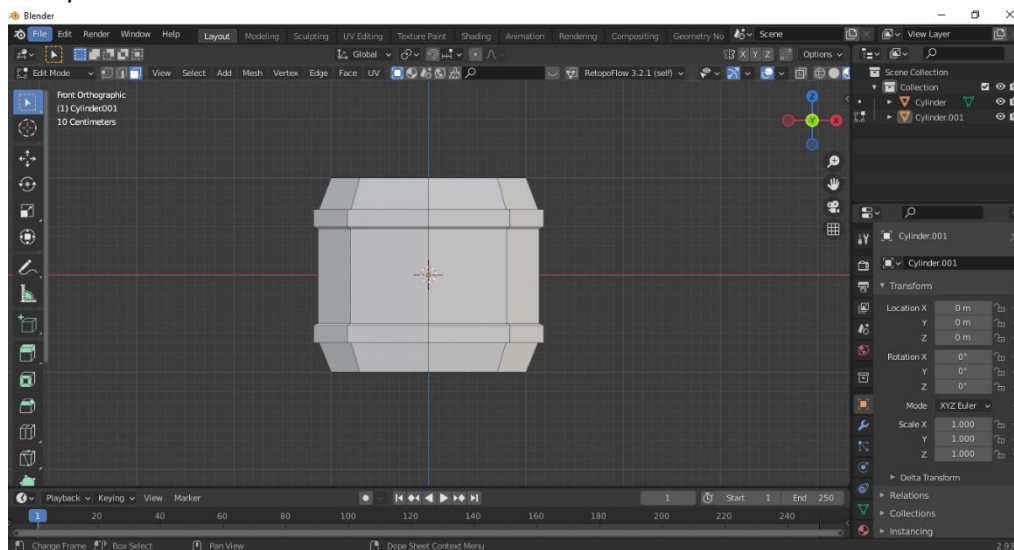 Blender
File Edit Render Window Help Layout Modeling Sculpting UV Editing Texture Paint Shading Animation Rendering Compositing Geometry No Scene View Layer
Global X Y Z Options
Edit Mode View Select Add Mesh Vertex Edge Face UV RetopoFlow 3.2.1 (self)
Front Orthographic
(1) Cylinder001
10 Centimeters
Z
Y
X
Scene Collection
Collection
Cylinder
Cylinder.001
Cylinder.001
Cylinder.001
Transform
Location X 0 m
Y 0 m
Z 0 m
Rotation X 0°
Y 0°
Z 0°
Mode XYZ Euler
Scale X 1.000
Y 1.000
Z 1.000
Delta Transform
Relations
Collections
Instancing
Playback Keying View Marker 1 Start 1 End 250
1 20 40 60 80 100 120 140 160 180 200 220 240
Change Frame Box Select Pan View Dope Sheet Context Menu 2.93